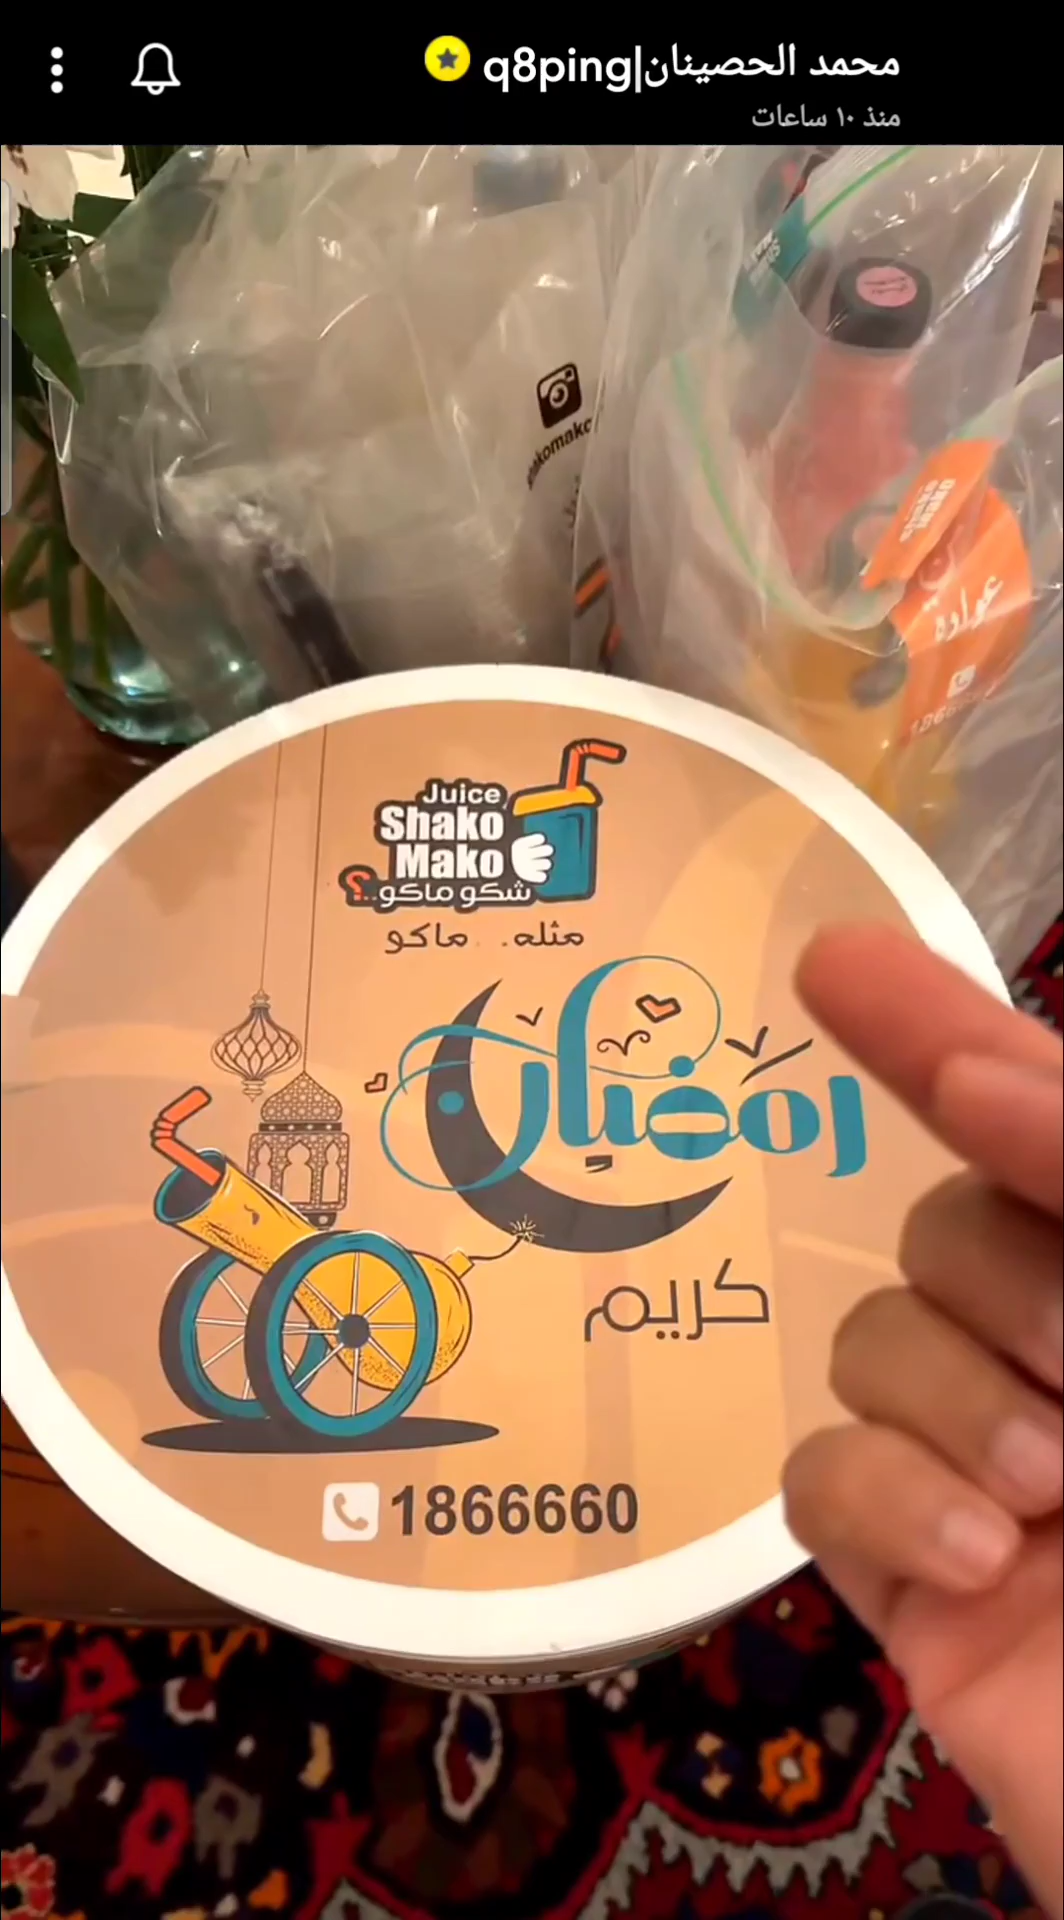 محمد الحصينان|q8ping
منذ ١٠ ساعات
عوادة
Juice
Shako
Mako
شكو ماكو..؟
مثله.. ماكو
رمضان
كريم
1866660